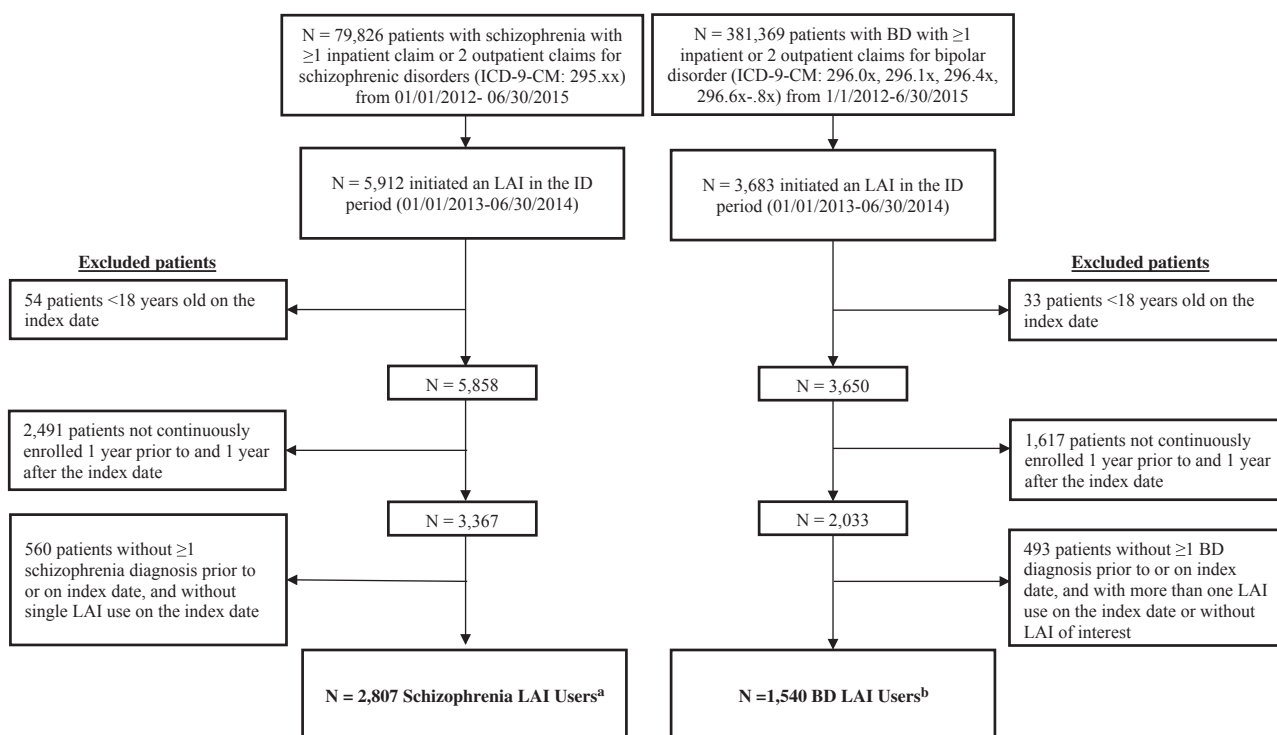 N = 79,826 patients with schizophrenia with
≥1 inpatient claim or 2 outpatient claims for
schizophrenic disorders (ICD-9-CM: 295.xx)
from 01/01/2012- 06/30/2015
N = 381,369 patients with BD with ≥1
inpatient or 2 outpatient claims for bipolar
disorder (ICD-9-CM: 296.0x, 296.1x, 296.4x,
296.6x-.8x) from 1/1/2012-6/30/2015
N = 5,912 initiated an LAI in the ID
period (01/01/2013-06/30/2014)
N = 3,683 initiated an LAI in the ID
period (01/01/2013-06/30/2014)
Excluded patients
54 patients <18 years old on the
index date
Excluded patients
33 patients <18 years old on the
index date
N = 5,858
N = 3,650
2,491 patients not continuously
enrolled 1 year prior to and 1 year
after the index date
1,617 patients not continuously
enrolled 1 year prior to and 1 year
after the index date
N = 3,367
N = 2,033
560 patients without ≥1
schizophrenia diagnosis prior to
or on index date, and without
single LAI use on the index date
493 patients without ≥1 BD
diagnosis prior to or on index
date, and with more than one LAI
use on the index date or without
LAI of interest
N = 2,807 Schizophrenia LAI Usersᵃ
N =1,540 BD LAI Usersᵇ